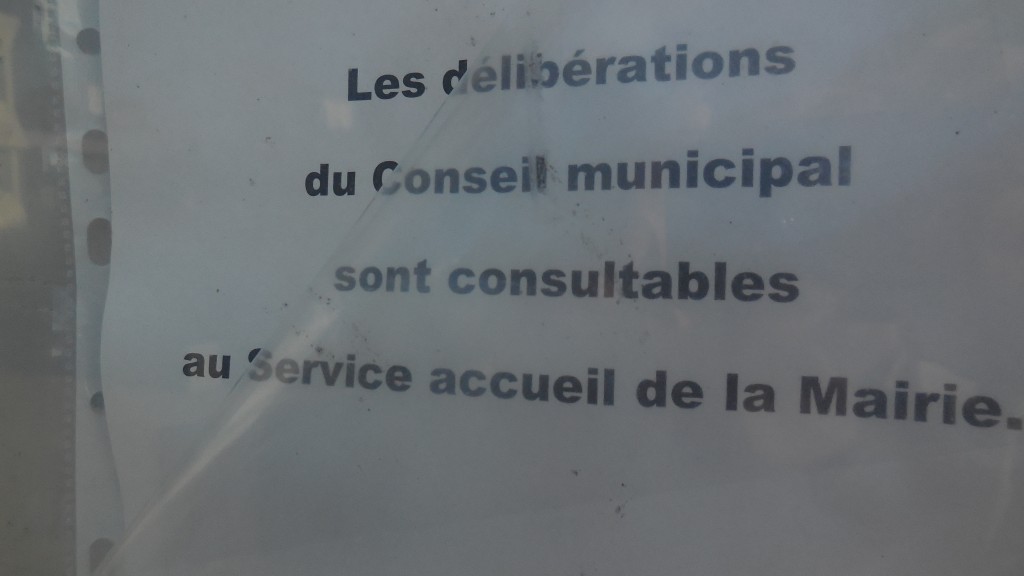 Les délibérations
du Conseil municipal
sont consultables
au Service accueil de la Mairie.